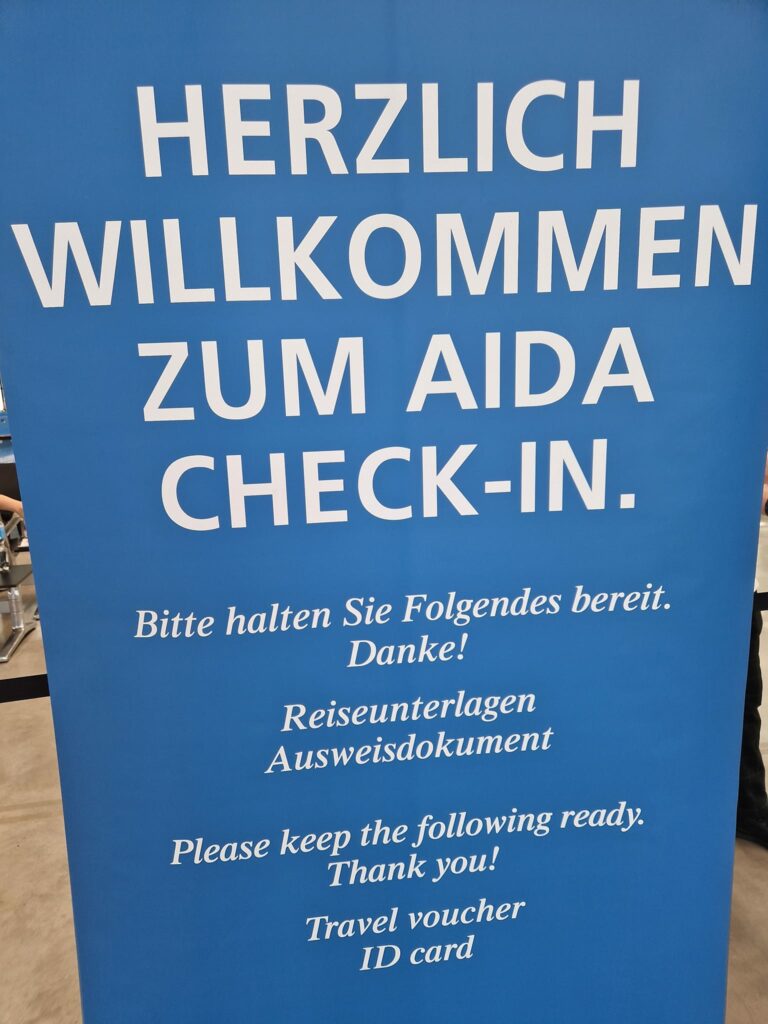 HERZLICH
WILLKOMMEN
ZUM AIDA
CHECK-IN.
Bitte halten Sie Folgendes bereit.
Danke!
Reiseunterlagen
Ausweisdokument
Please keep the following ready.
Thank you!
Travel voucher
ID card